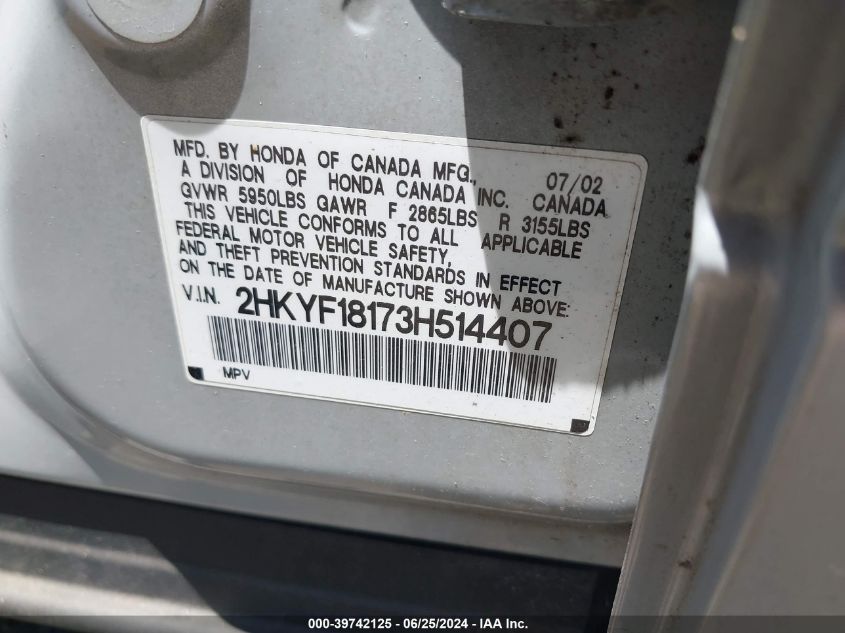 MFD. BY HONDA OF CANADA MFG., 07/02
A DIVISION OF HONDA CANADA INC. CANADA
GVWR 5950LBS GAWR F 2865LBS R 3155LBS
THIS VEHICLE CONFORMS TO ALL APPLICABLE
FEDERAL MOTOR VEHICLE SAFETY,
AND THEFT PREVENTION STANDARDS IN EFFECT
ON THE DATE OF MANUFACTURE SHOWN ABOVE.
V.I.N. 2HKYF18173H514407
MPV
000-39742125 - 06/25/2024 - IAA Inc.